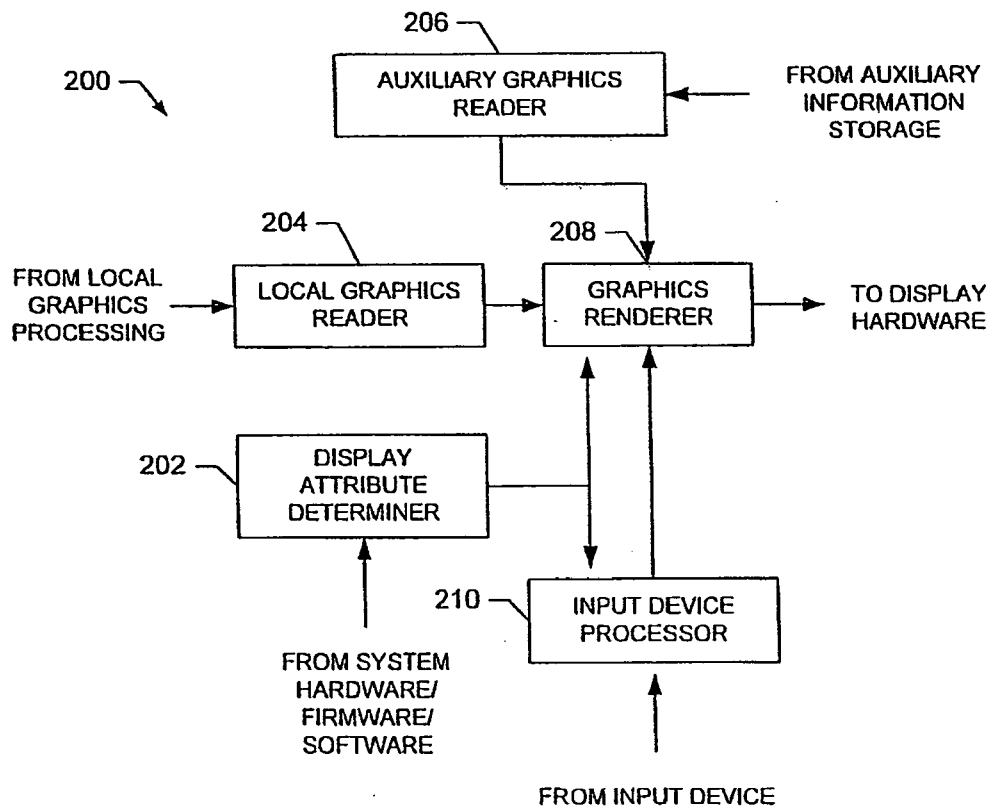 206
200
AUXILIARY GRAPHICS
READER
FROM AUXILIARY
INFORMATION
STORAGE
204
208
FROM LOCAL
GRAPHICS
PROCESSING
LOCAL GRAPHICS
READER
GRAPHICS
RENDERER
TO DISPLAY
HARDWARE
202
DISPLAY
ATTRIBUTE
DETERMINER
210
INPUT DEVICE
PROCESSOR
FROM SYSTEM
HARDWARE/
FIRMWARE/
SOFTWARE
FROM INPUT DEVICE